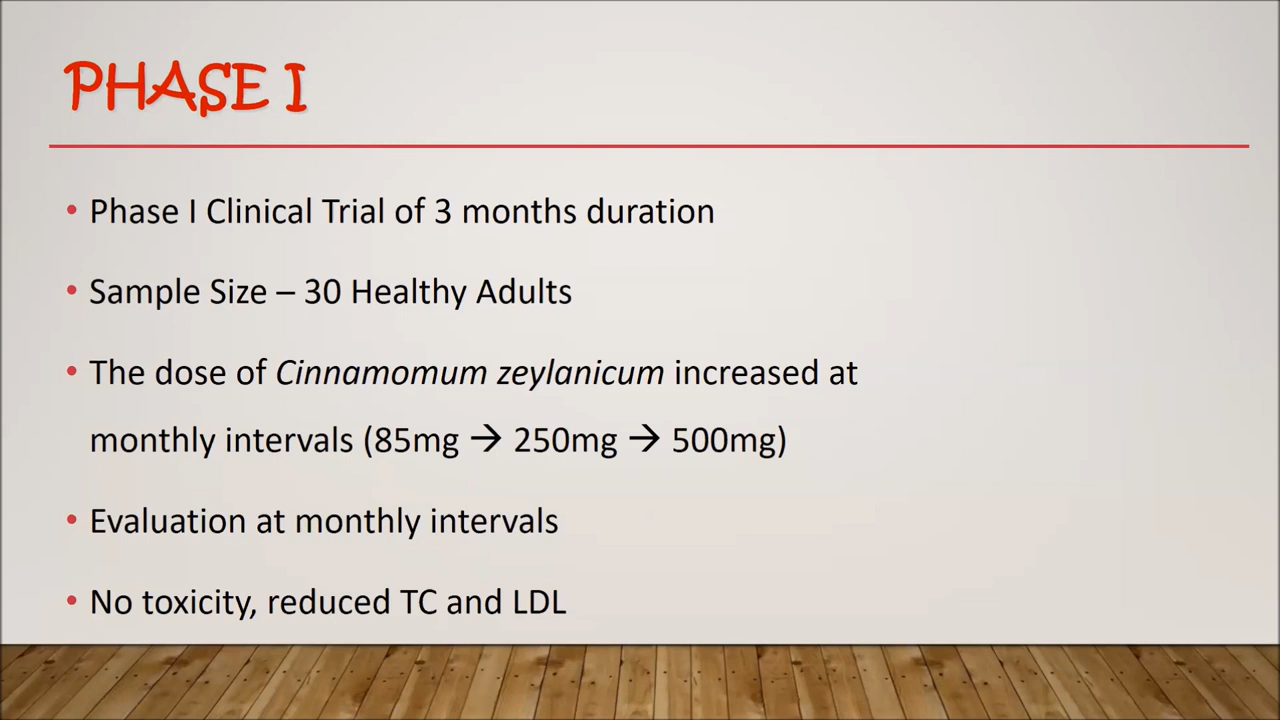 PHASE I
• Phase I Clinical Trial of 3 months duration
• Sample Size – 30 Healthy Adults
• The dose of Cinnamomum zeylanicum increased at
monthly intervals (85mg → 250mg → 500mg)
• Evaluation at monthly intervals
• No toxicity, reduced TC and LDL